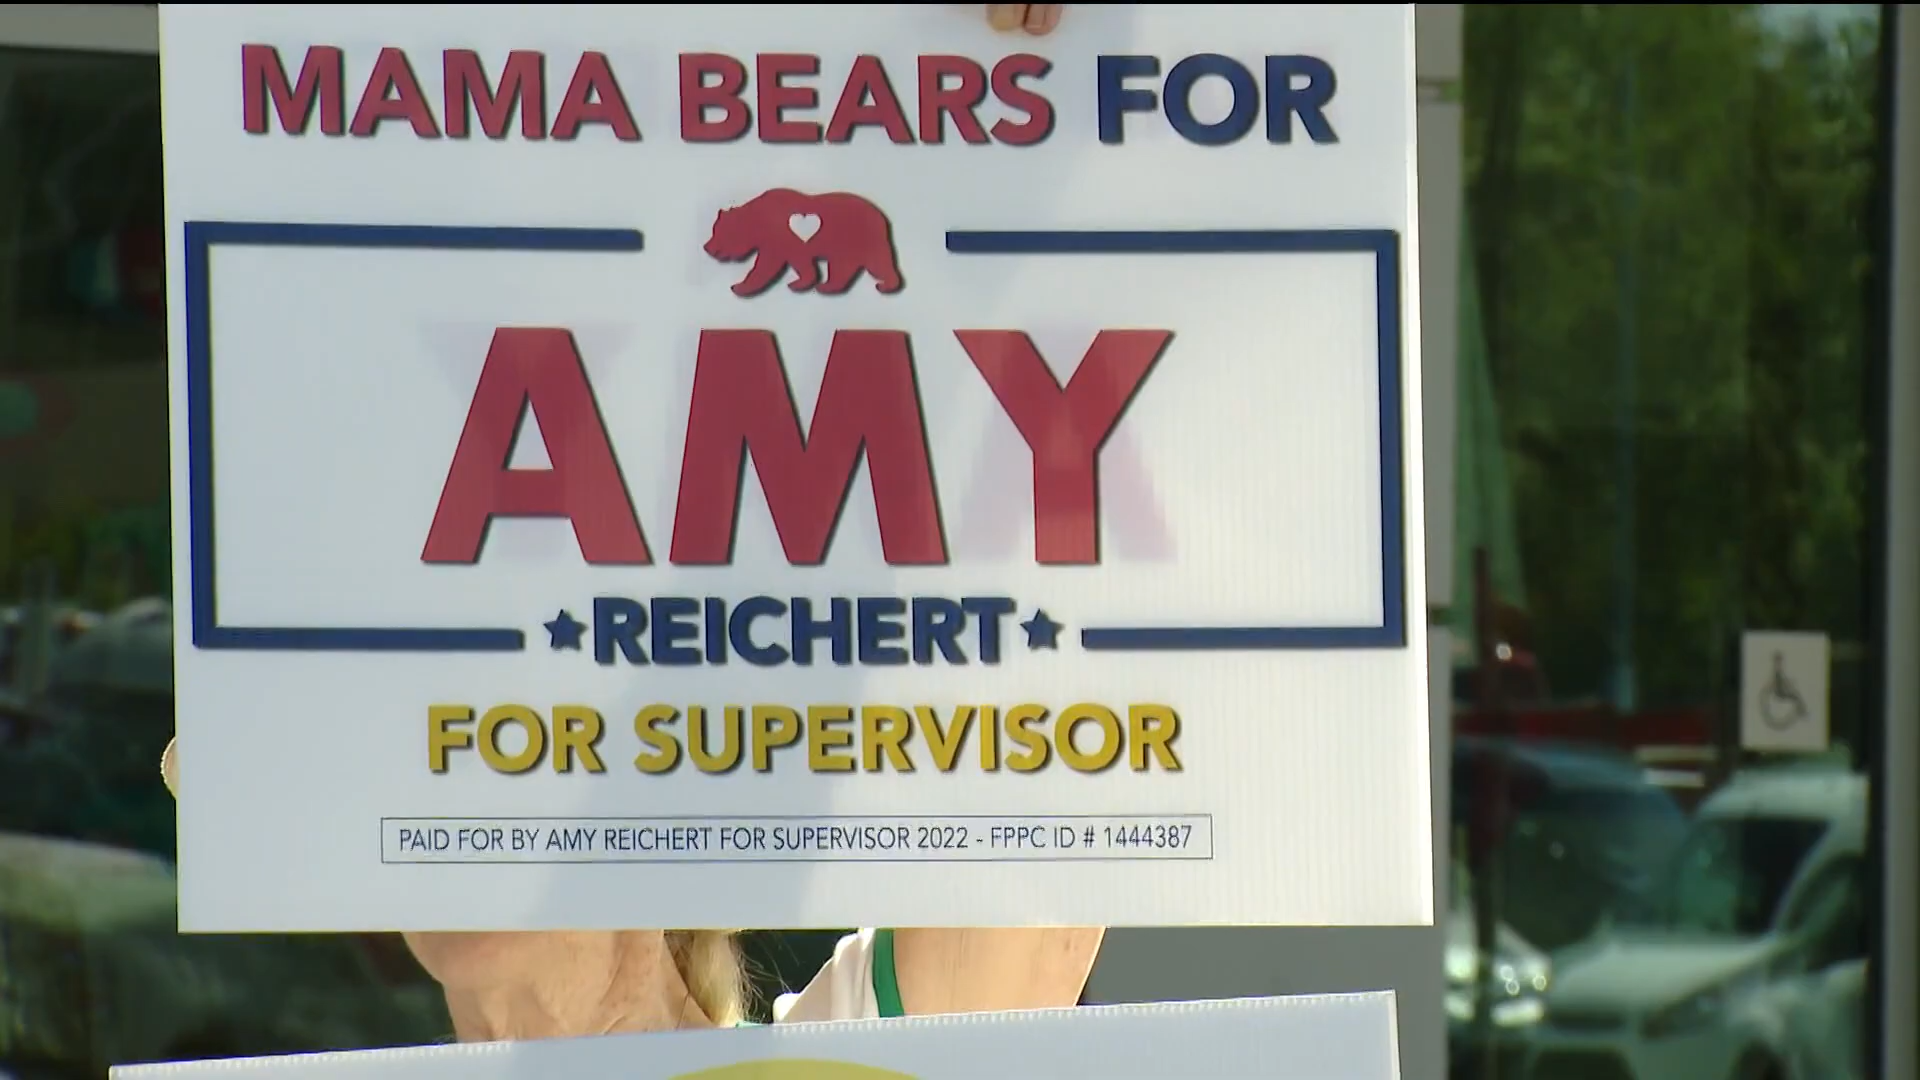 MAMA BEARS FOR
AMY
REICHERT
FOR SUPERVISOR
PAID FOR BY AMY REICHERT FOR SUPERVISOR 2022 - FPPC ID # 1444387